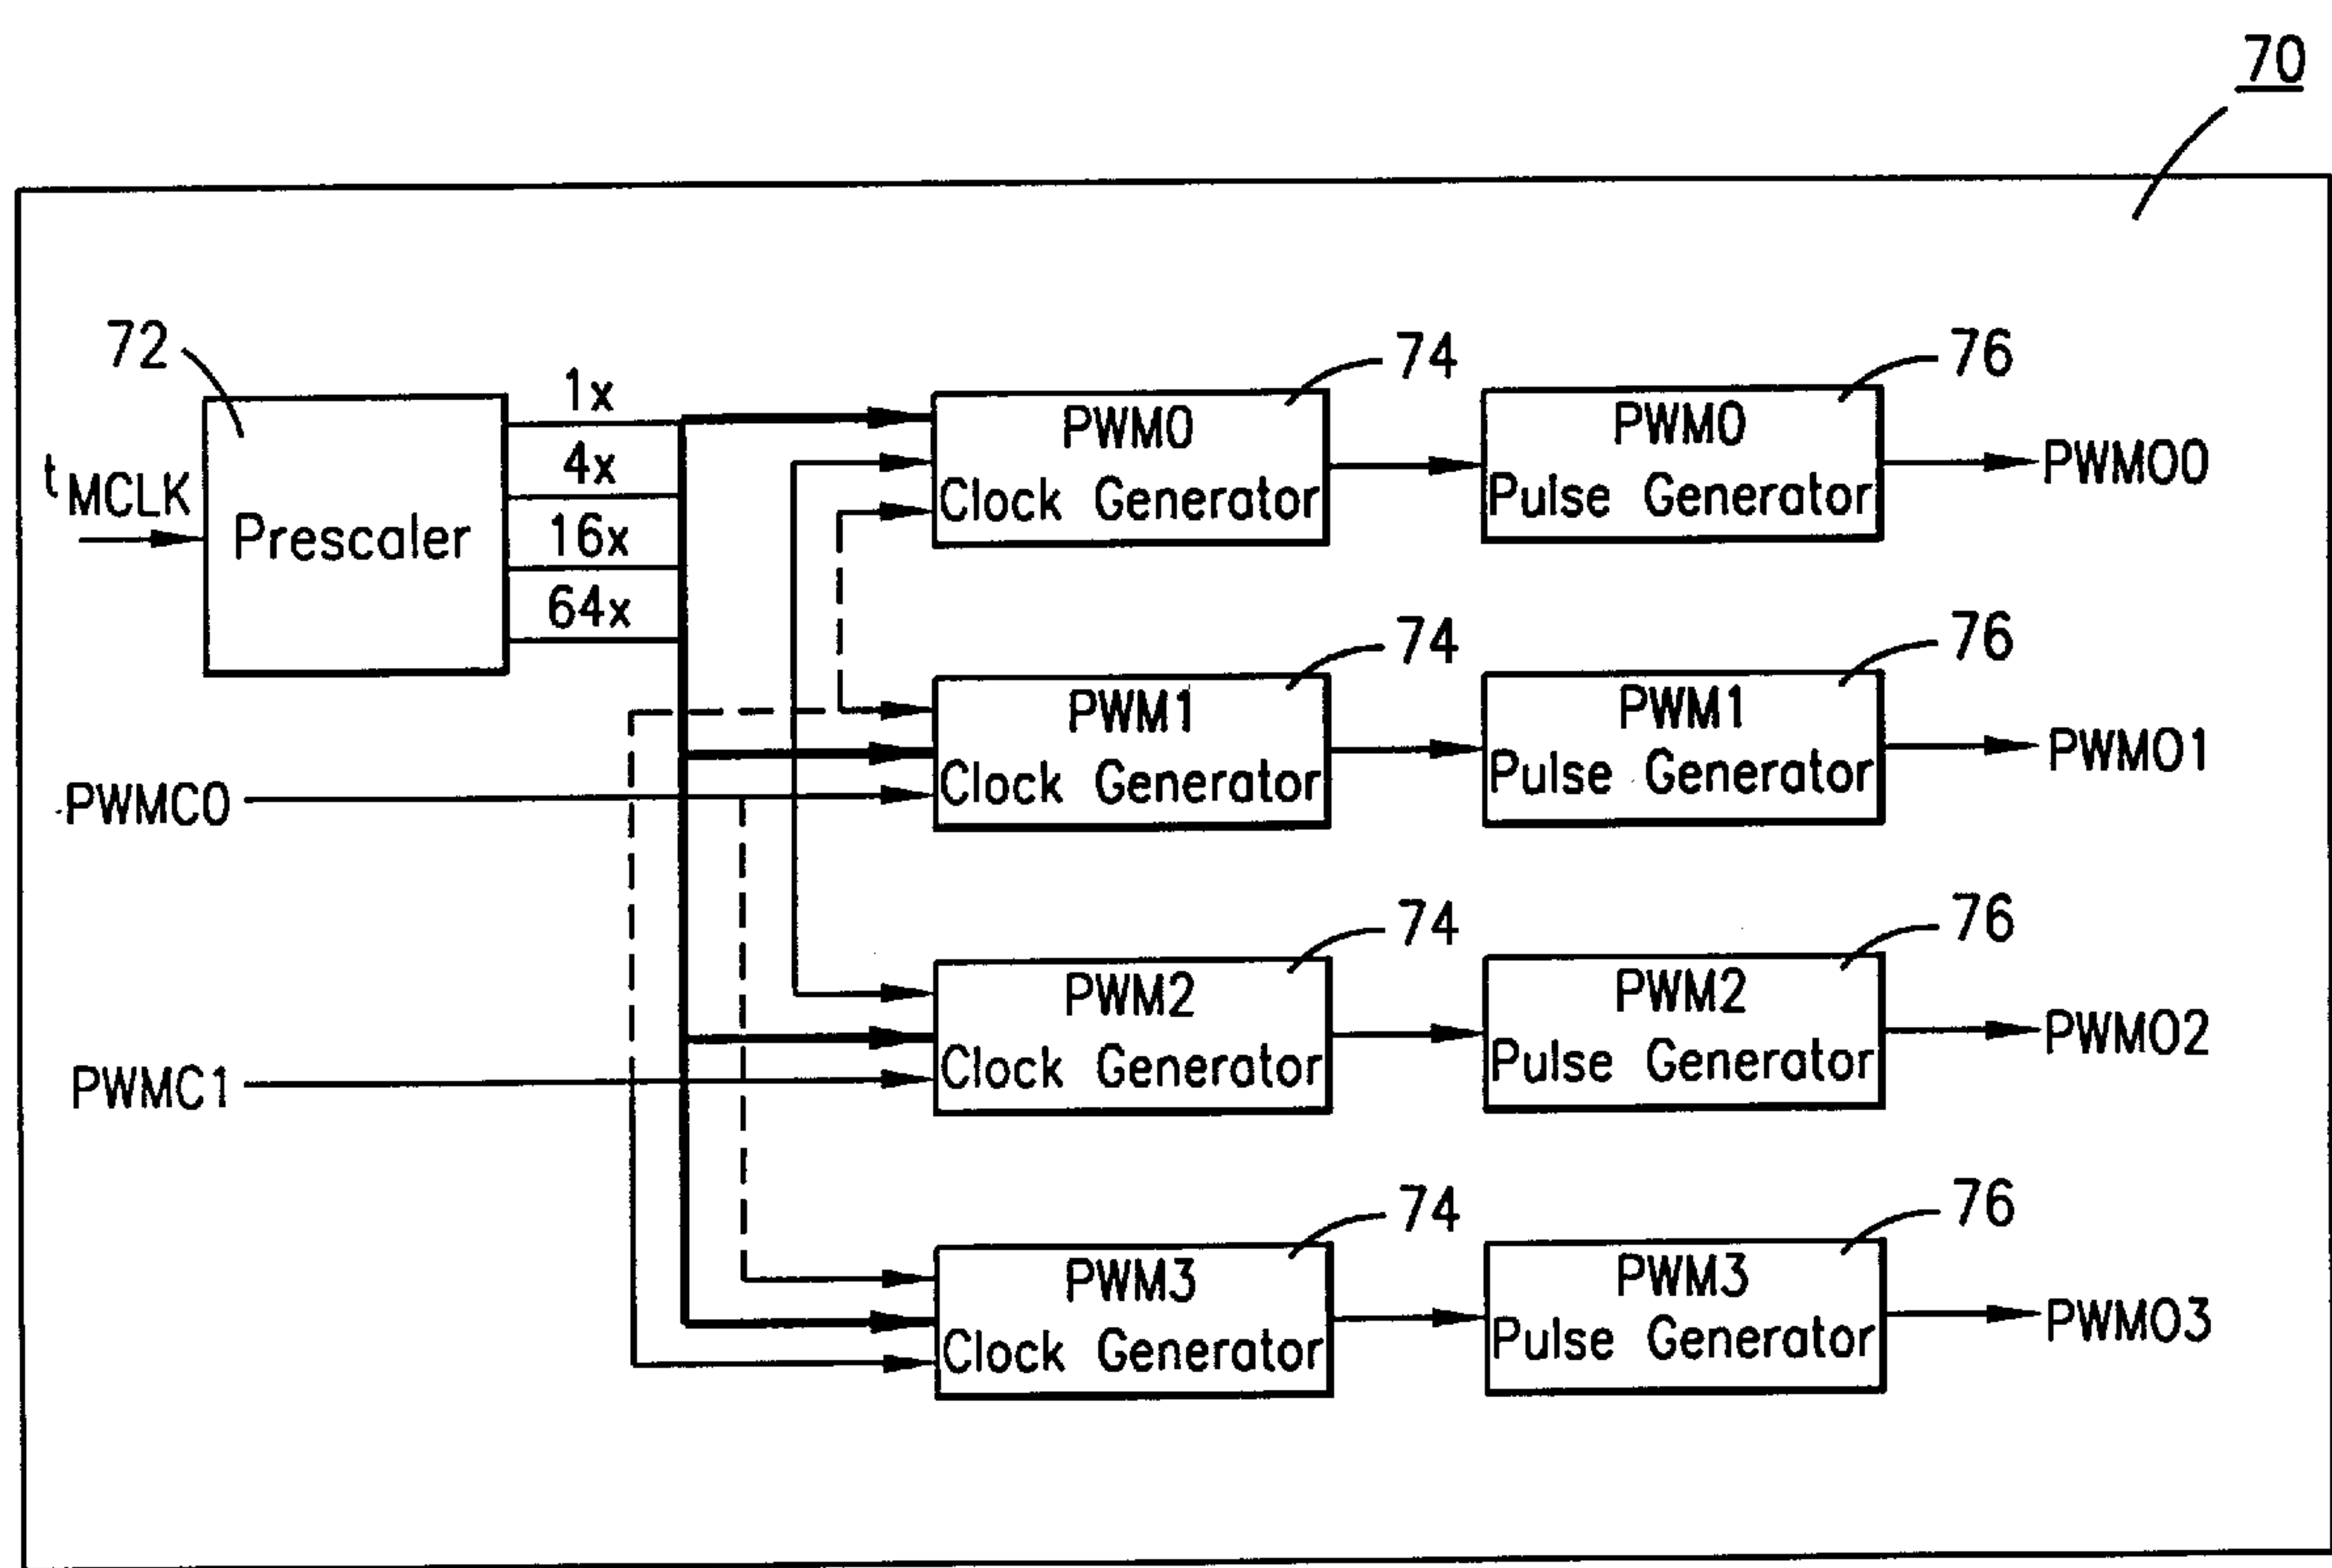 70
72
74
76
1x
4x
16x
64x
tMCLK
Prescaler
PWM0
Clock Generator
PWM0
Pulse Generator
PWMO0
74
76
PWM1
Clock Generator
PWM1
Pulse Generator
PWMO1
PWMC0
74
76
PWM2
Clock Generator
PWM2
Pulse Generator
PWMO2
PWMC1
74
76
PWM3
Clock Generator
PWM3
Pulse Generator
PWMO3